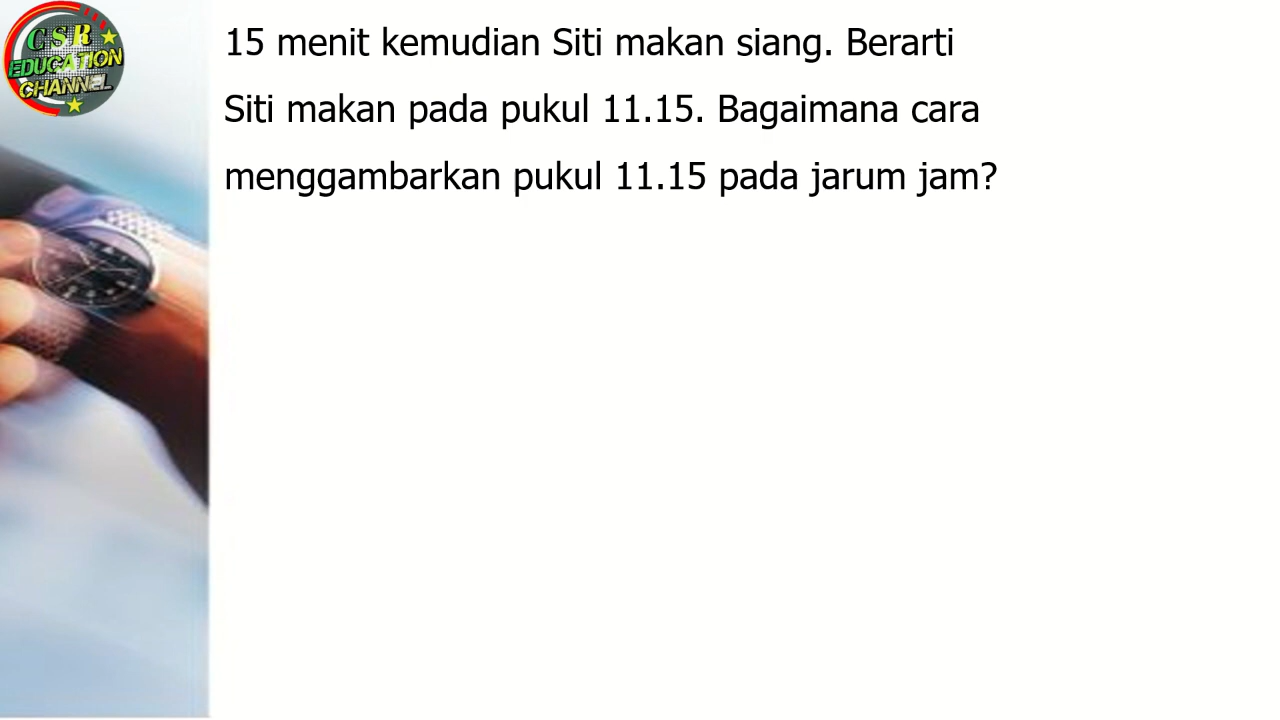 CSR
EDUCATION
CHANNEL
15 menit kemudian Siti makan siang. Berarti
Siti makan pada pukul 11.15. Bagaimana cara
menggambarkan pukul 11.15 pada jarum jam?